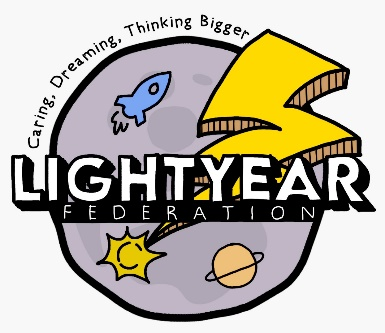 Caring, Dreaming, Thinking Bigger
LIGHTYEAR
FEDERATION